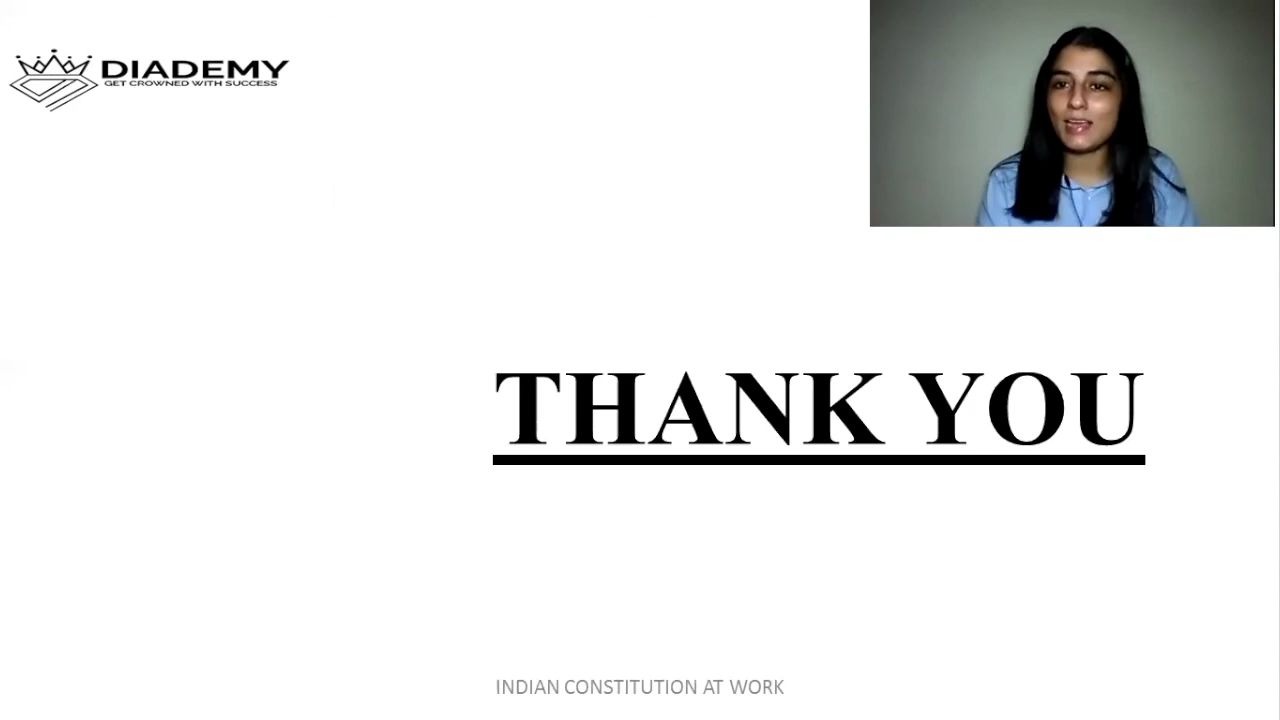 DIADEMY
GET CROWNED WITH SUCCESS
THANK YOU
INDIAN CONSTITUTION AT WORK